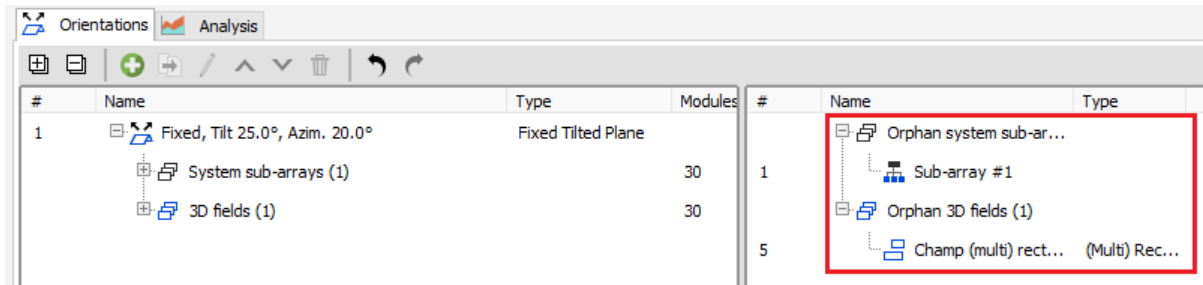 Orientations Analysis
# Name Type Modules # Name Type
1 Fixed, Tilt 25.0°, Azim. 20.0° Fixed Tilted Plane Orphan system sub-ar...
System sub-arrays (1) 30 1 Sub-array #1
3D fields (1) 30 Orphan 3D fields (1)
5 Champ (multi) rect... (Multi) Rec...